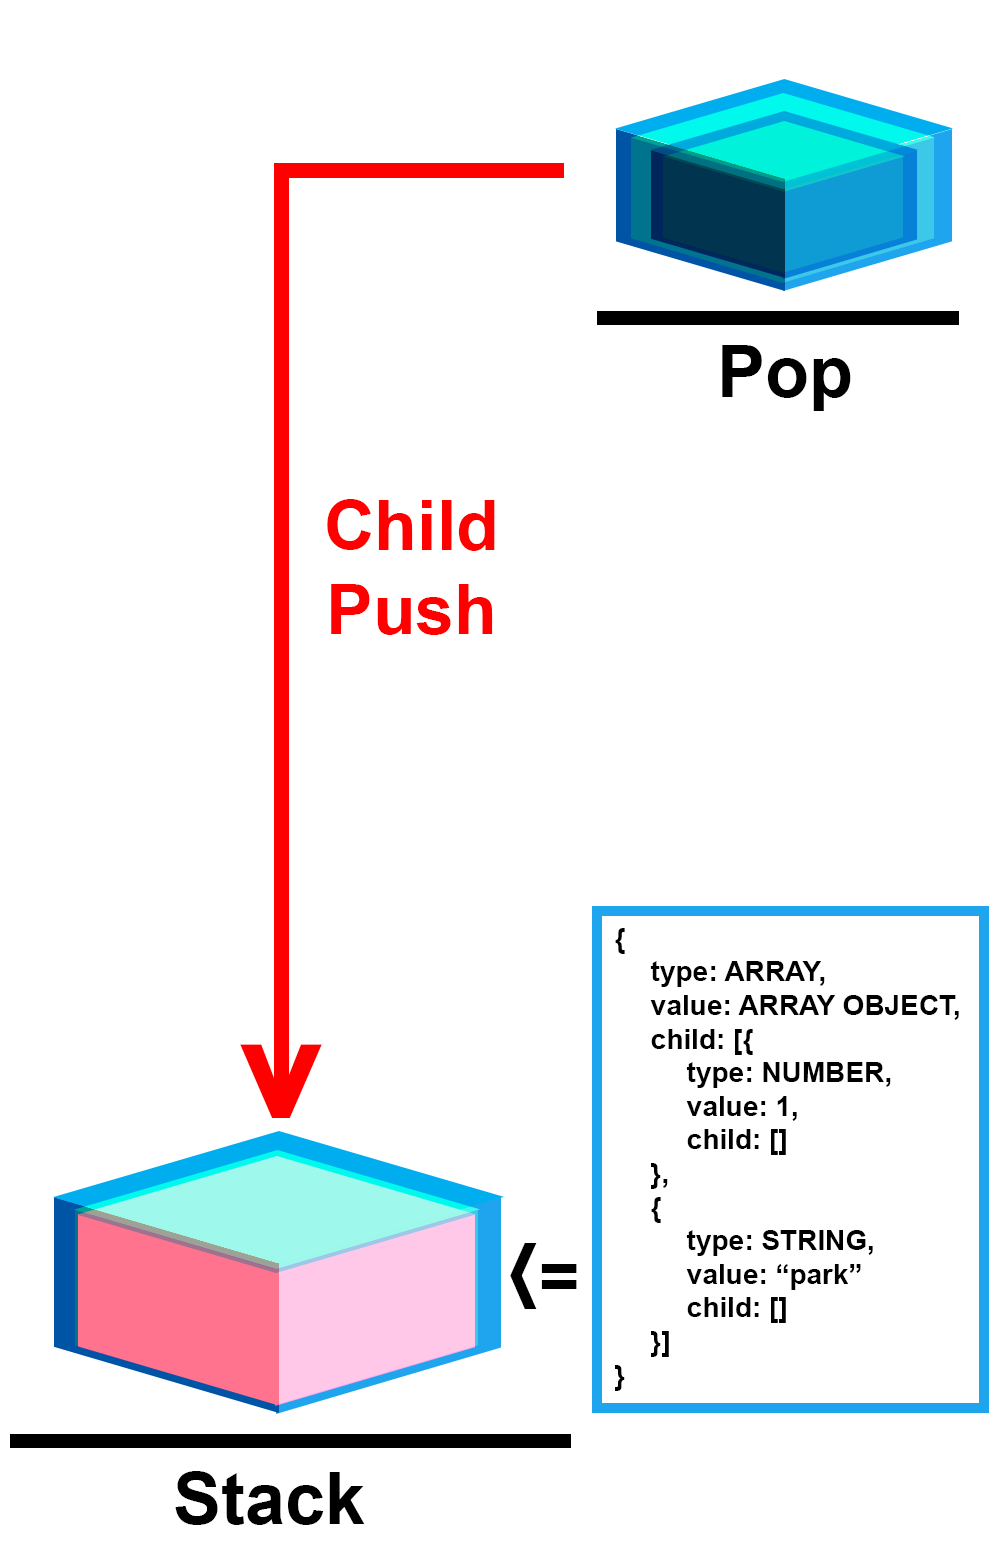 Pop
Child
Push
{
type: ARRAY,
value: ARRAY OBJECT,
child: [{
type: NUMBER,
value: 1,
child: []
},
{
type: STRING,
value: “park”
child: []
}]
}
⟨=
Stack